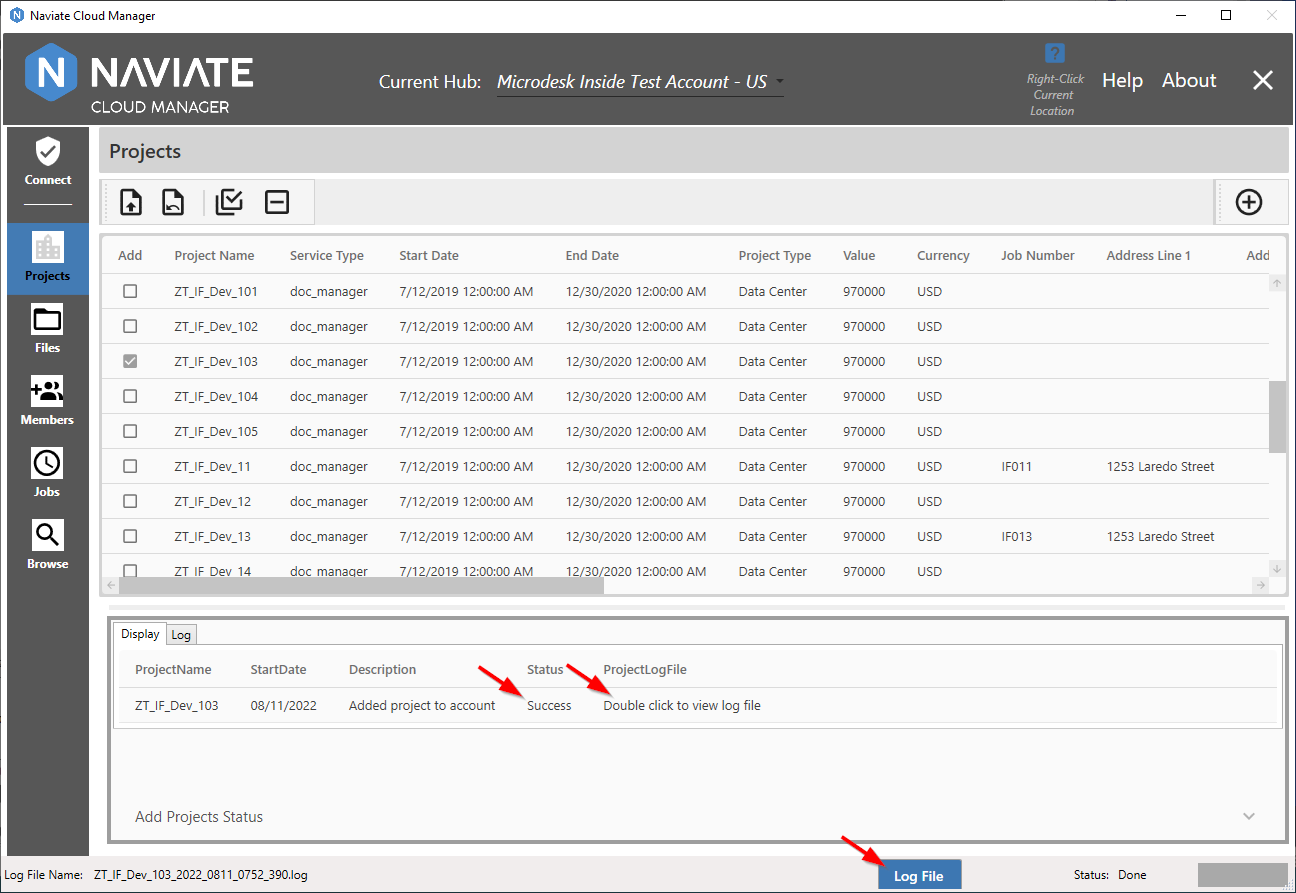 Naviate Cloud Manager
N NAVIATE
CLOUD MANAGER
Current Hub: Microdesk Inside Test Account - US
?
Right-Click
Current
Location
Help About
Connect
Projects
Files
Members
Jobs
Browse
Projects
Add Project Name Service Type Start Date End Date Project Type Value Currency Job Number Address Line 1 Add
ZT_IF_Dev_101 doc_manager 7/12/2019 12:00:00 AM 12/30/2020 12:00:00 AM Data Center 970000 USD
ZT_IF_Dev_102 doc_manager 7/12/2019 12:00:00 AM 12/30/2020 12:00:00 AM Data Center 970000 USD
ZT_IF_Dev_103 doc_manager 7/12/2019 12:00:00 AM 12/30/2020 12:00:00 AM Data Center 970000 USD
ZT_IF_Dev_104 doc_manager 7/12/2019 12:00:00 AM 12/30/2020 12:00:00 AM Data Center 970000 USD
ZT_IF_Dev_105 doc_manager 7/12/2019 12:00:00 AM 12/30/2020 12:00:00 AM Data Center 970000 USD
ZT_IF_Dev_11 doc_manager 7/12/2019 12:00:00 AM 12/30/2020 12:00:00 AM Data Center 970000 USD IF011 1253 Laredo Street
ZT_IF_Dev_12 doc_manager 7/12/2019 12:00:00 AM 12/30/2020 12:00:00 AM Data Center 970000 USD
ZT_IF_Dev_13 doc_manager 7/12/2019 12:00:00 AM 12/30/2020 12:00:00 AM Data Center 970000 USD IF013 1253 Laredo Street
ZT_IF_Dev_14 doc_manager 7/12/2019 12:00:00 AM 12/30/2020 12:00:00 AM Data Center 970000 USD
Display Log
ProjectName StartDate Description Status ProjectLogFile
ZT_IF_Dev_103 08/11/2022 Added project to account Success Double click to view log file
Add Projects Status
Log File Name: ZT_IF_Dev_103_2022_0811_0752_390.log Log File Status: Done